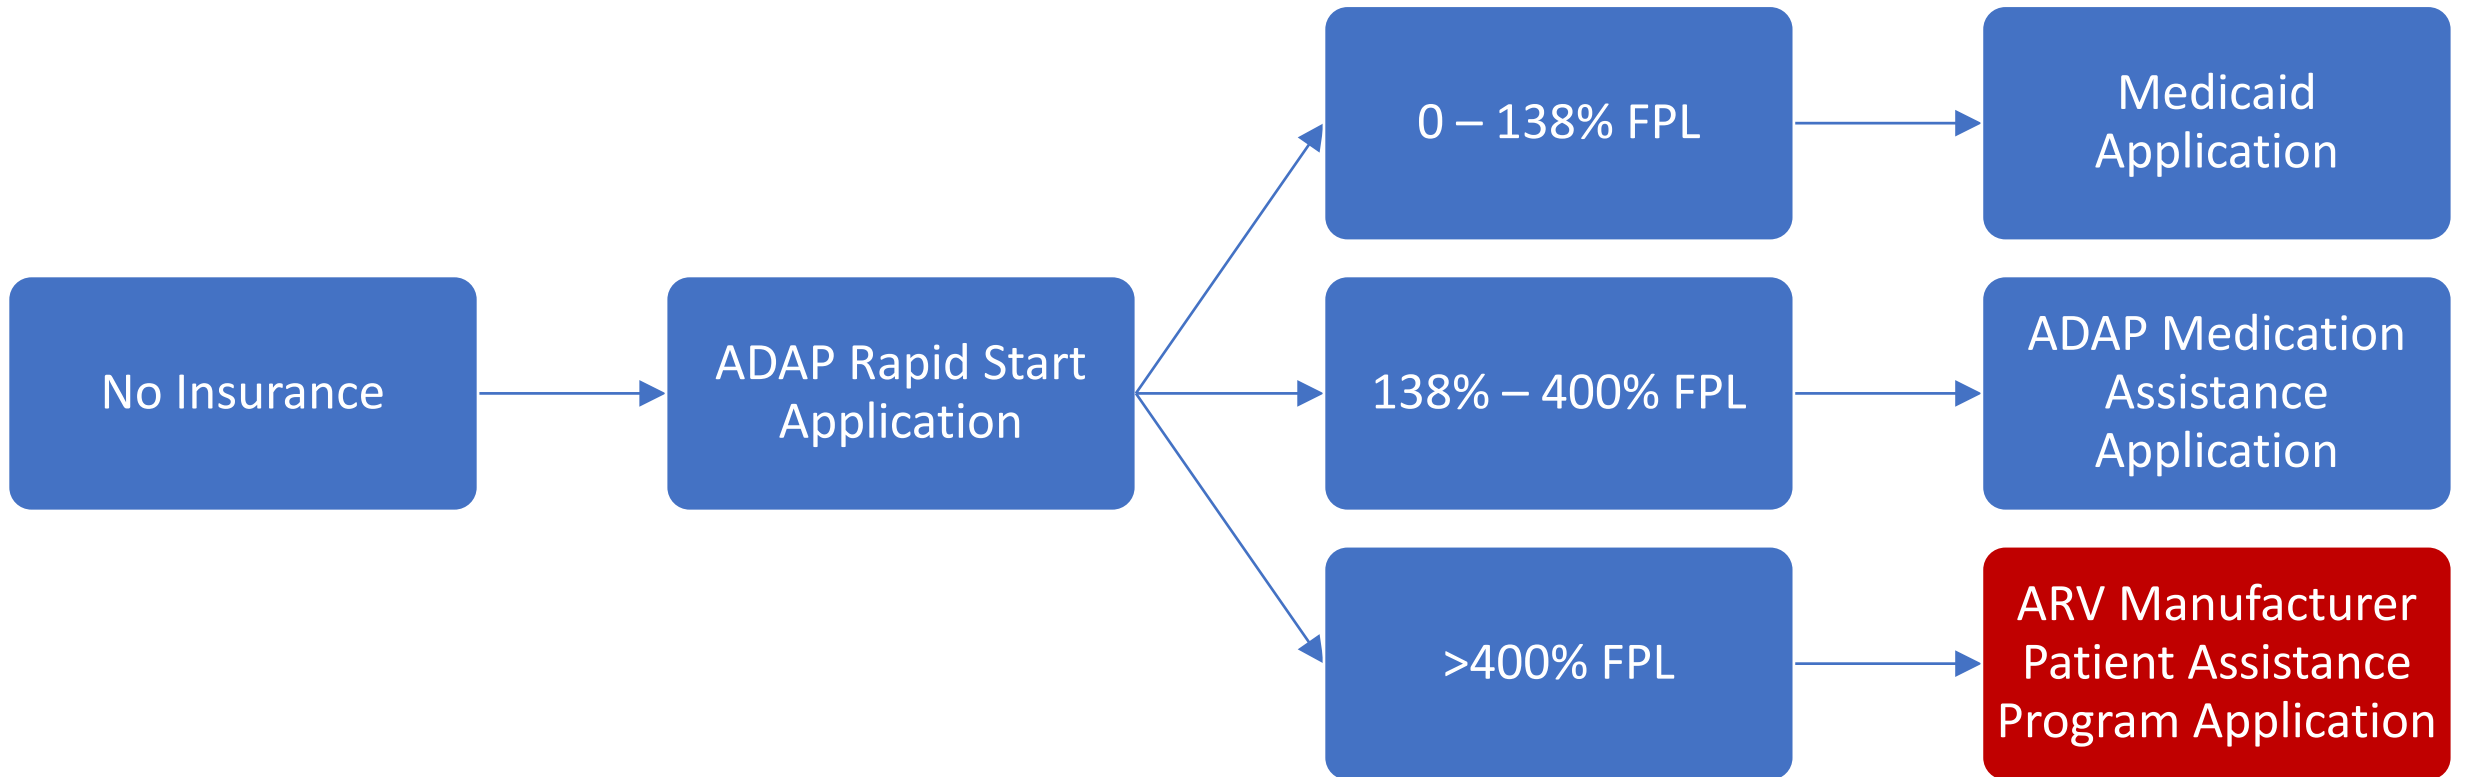 No Insurance
ADAP Rapid Start
Application
0 – 138% FPL
Medicaid
Application
138% – 400% FPL
ADAP Medication
Assistance
Application
>400% FPL
ARV Manufacturer
Patient Assistance
Program Application